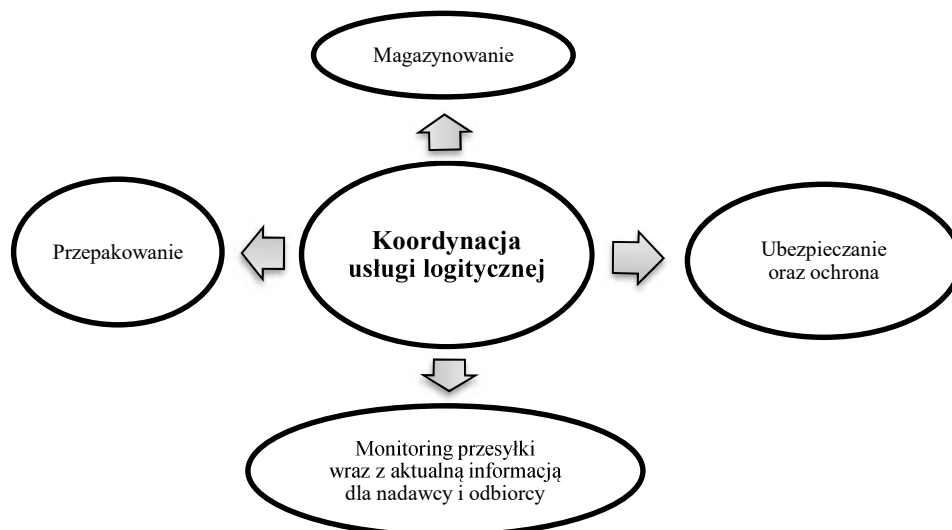 Magazynowanie
Przepakowanie
Koordynacja
usługi logitycznej
Ubezpieczanie
oraz ochrona
Monitoring przesyłki
wraz z aktualną informacją
dla nadawcy i odbiorcy